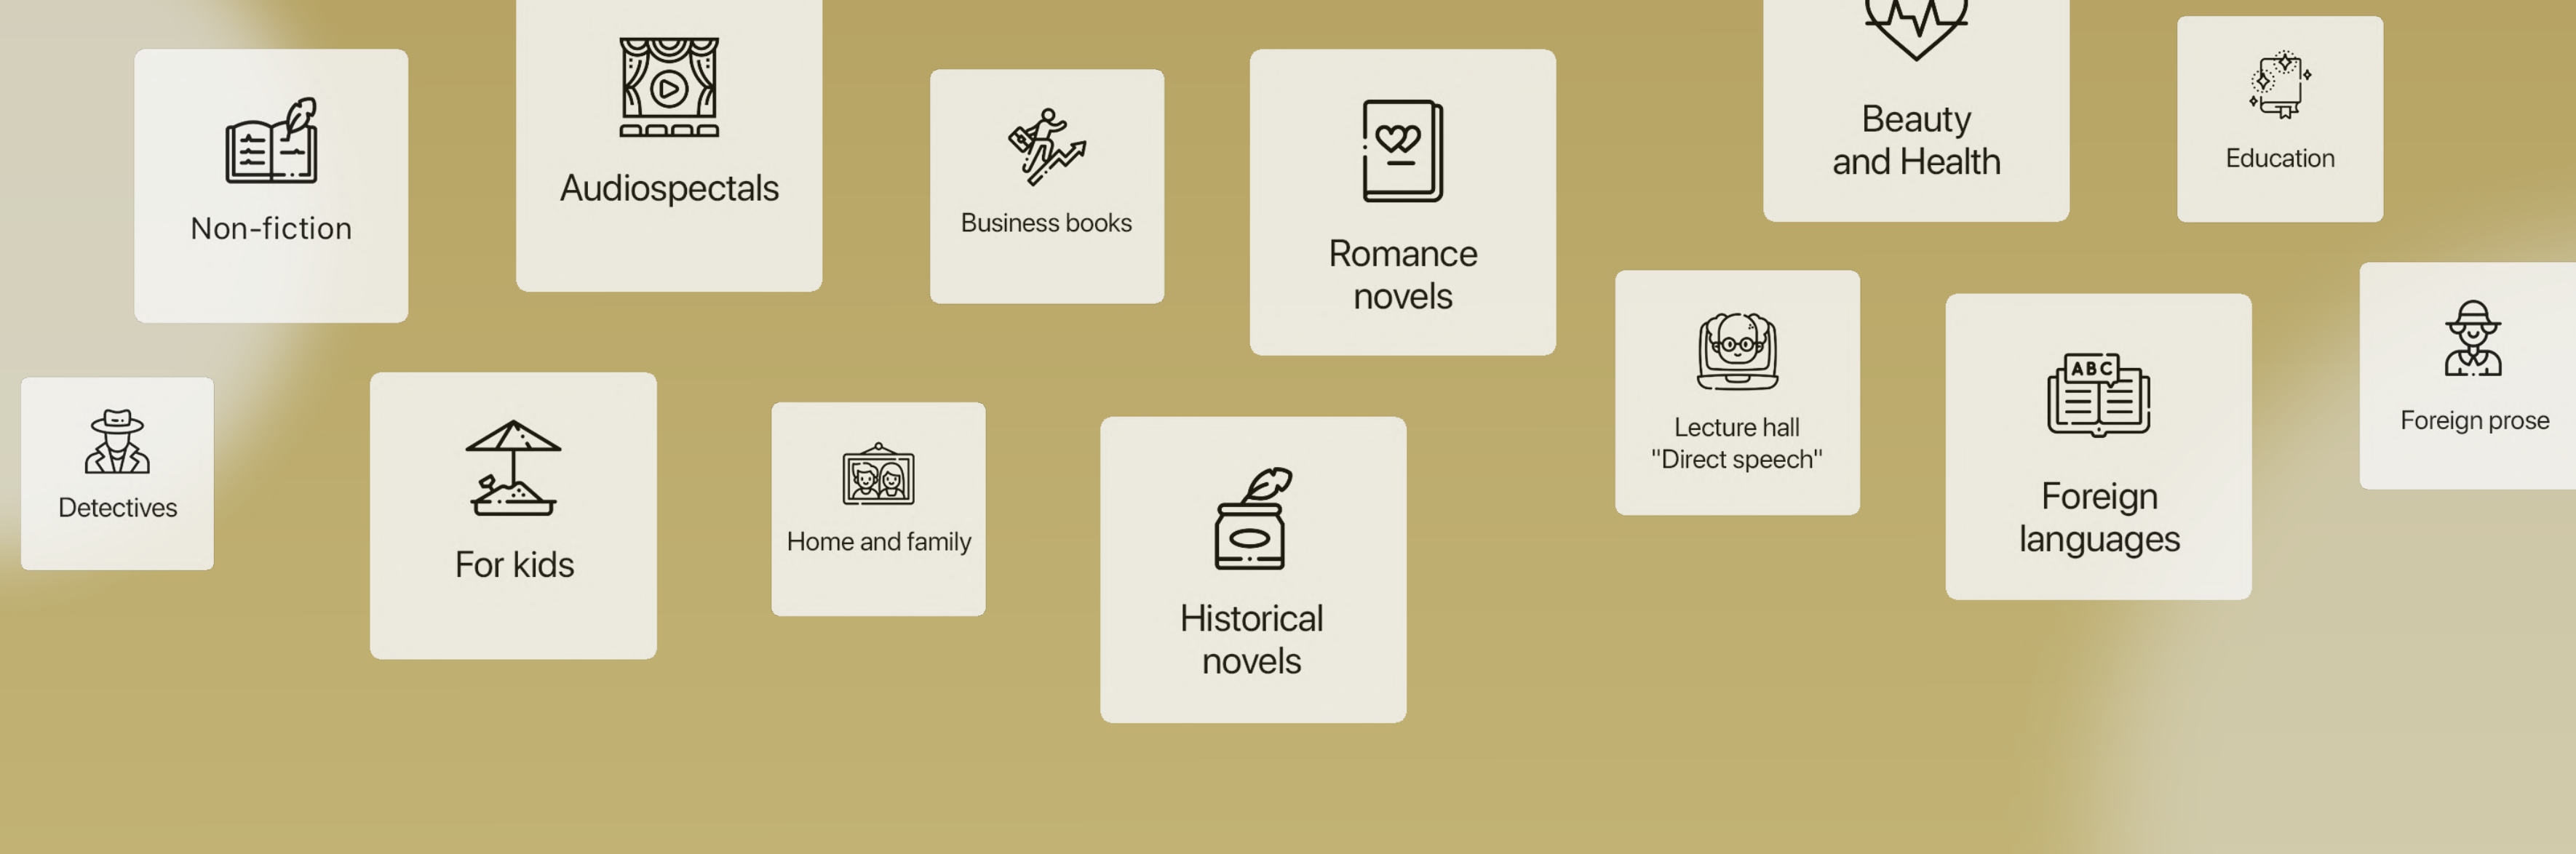 Non-fiction
Audiospectals
Business books
Romance
novels
Beauty
and Health
Education
Detectives
For kids
Home and family
Historical
novels
Lecture hall
"Direct speech"
ABC
Foreign
languages
Foreign prose